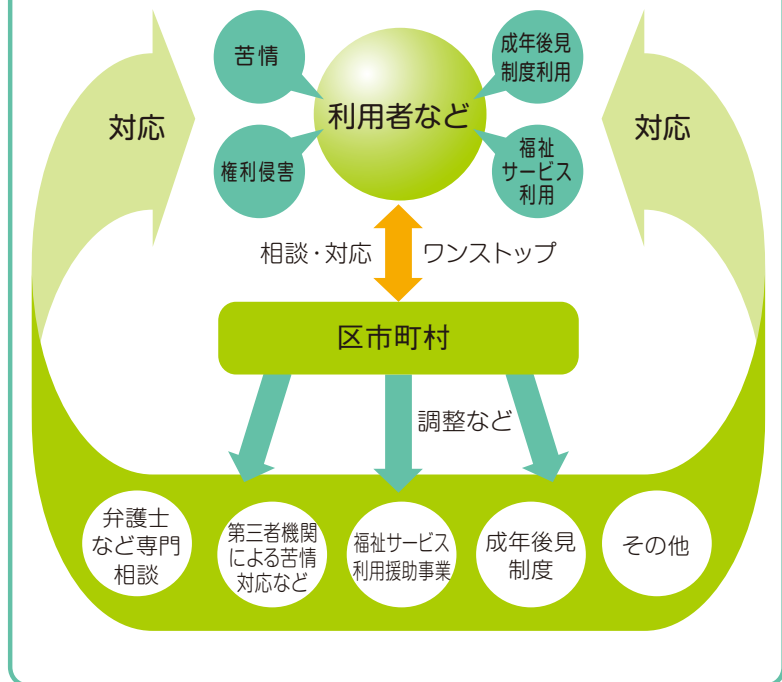 苦情
成年後見
制度利用
対応
利用者など
対応
権利侵害
福祉
サービス
利用
相談・対応
ワンストップ
区市町村
調整など
弁護士
など専門
相談
第三者機関
による苦情
対応など
福祉サービス
利用援助事業
成年後見
制度
その他